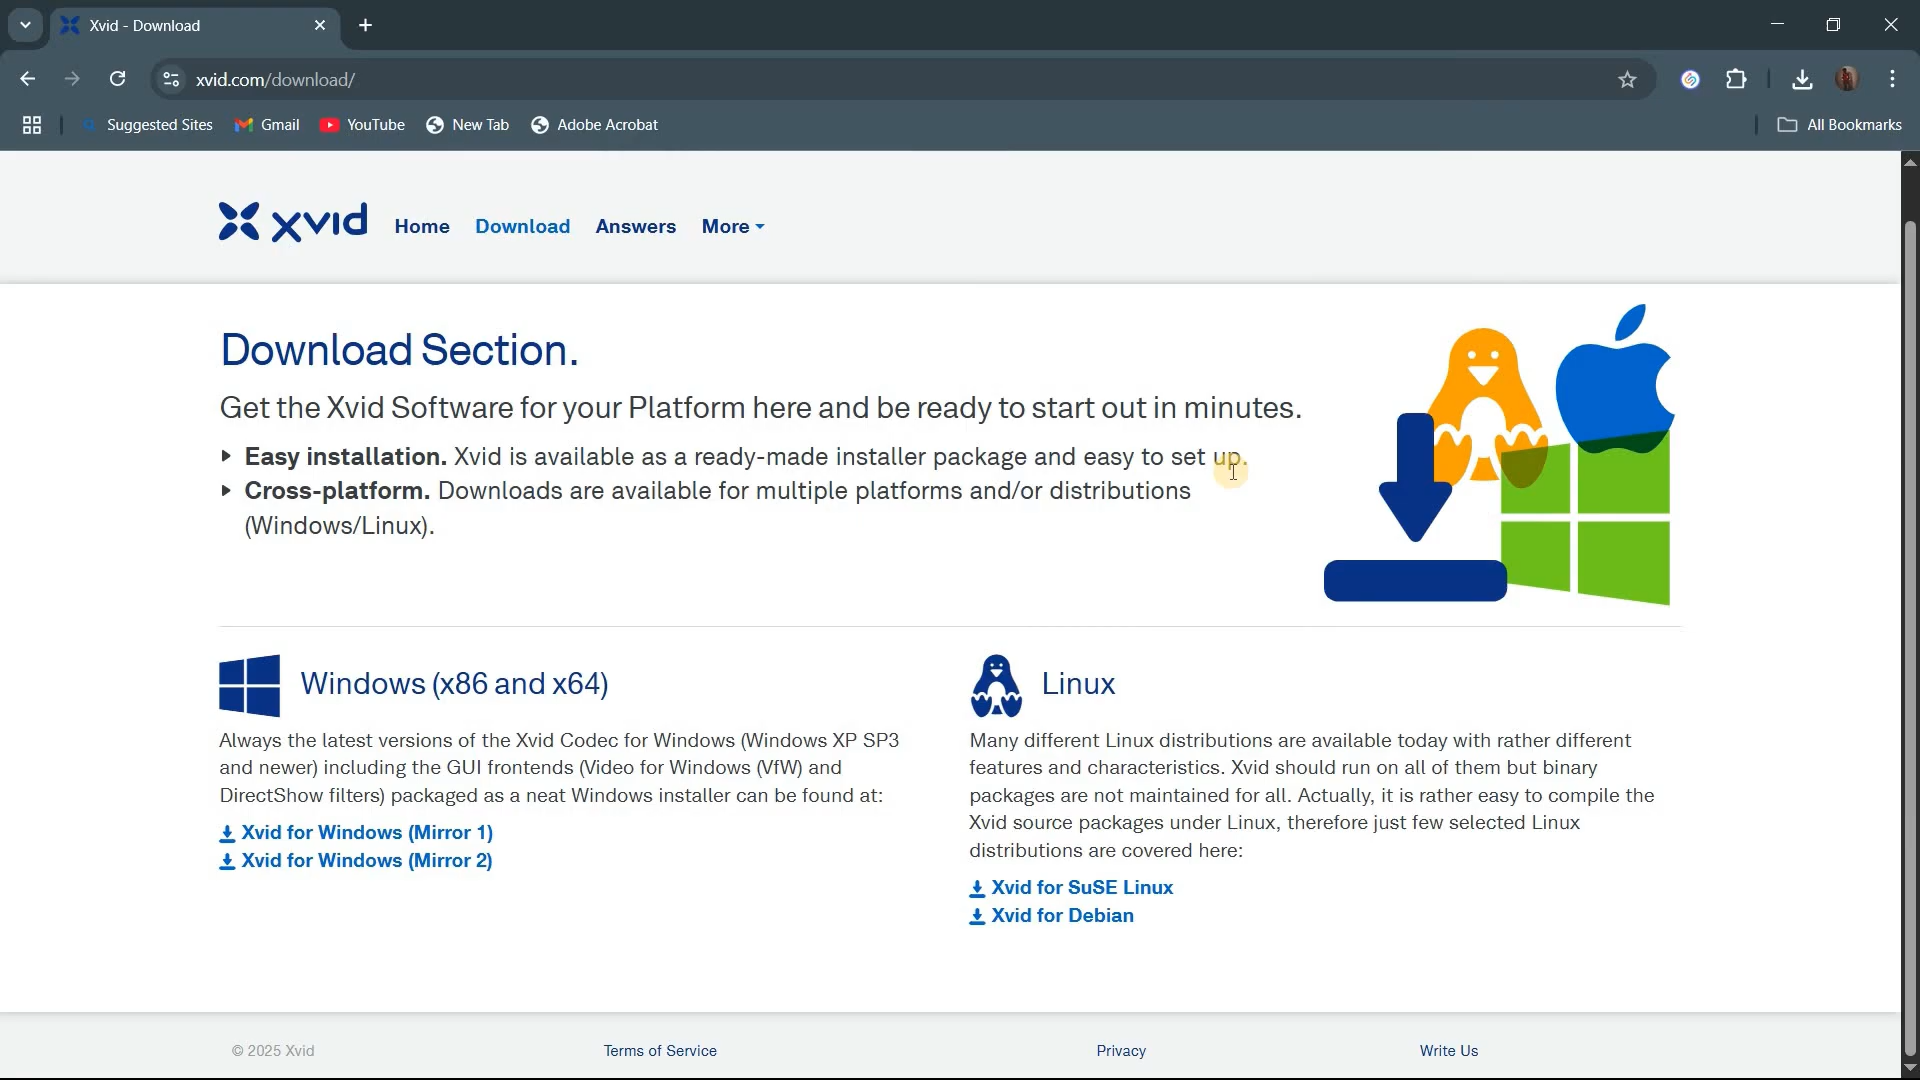 Xvid - Download
xvid.com/download/
Suggested Sites
Gmail
YouTube
New Tab
Adobe Acrobat
All Bookmarks
xvid
Home
Download
Answers
More
Download Section.
Get the Xvid Software for your Platform here and be ready to start out in minutes.
Easy installation. Xvid is available as a ready-made installer package and easy to set up.
Cross-platform. Downloads are available for multiple platforms and/or distributions
(Windows/Linux).
Windows (x86 and x64)
Always the latest versions of the Xvid Codec for Windows (Windows XP SP3
and newer) including the GUI frontends (Video for Windows (VfW) and
DirectShow filters) packaged as a neat Windows installer can be found at:
Xvid for Windows (Mirror 1)
Xvid for Windows (Mirror 2)
Linux
Many different Linux distributions are available today with rather different
features and characteristics. Xvid should run on all of them but binary
packages are not maintained for all. Actually, it is rather easy to compile the
Xvid source packages under Linux, therefore just few selected Linux
distributions are covered here:
Xvid for SuSE Linux
Xvid for Debian
© 2025 Xvid
Terms of Service
Privacy
Write Us